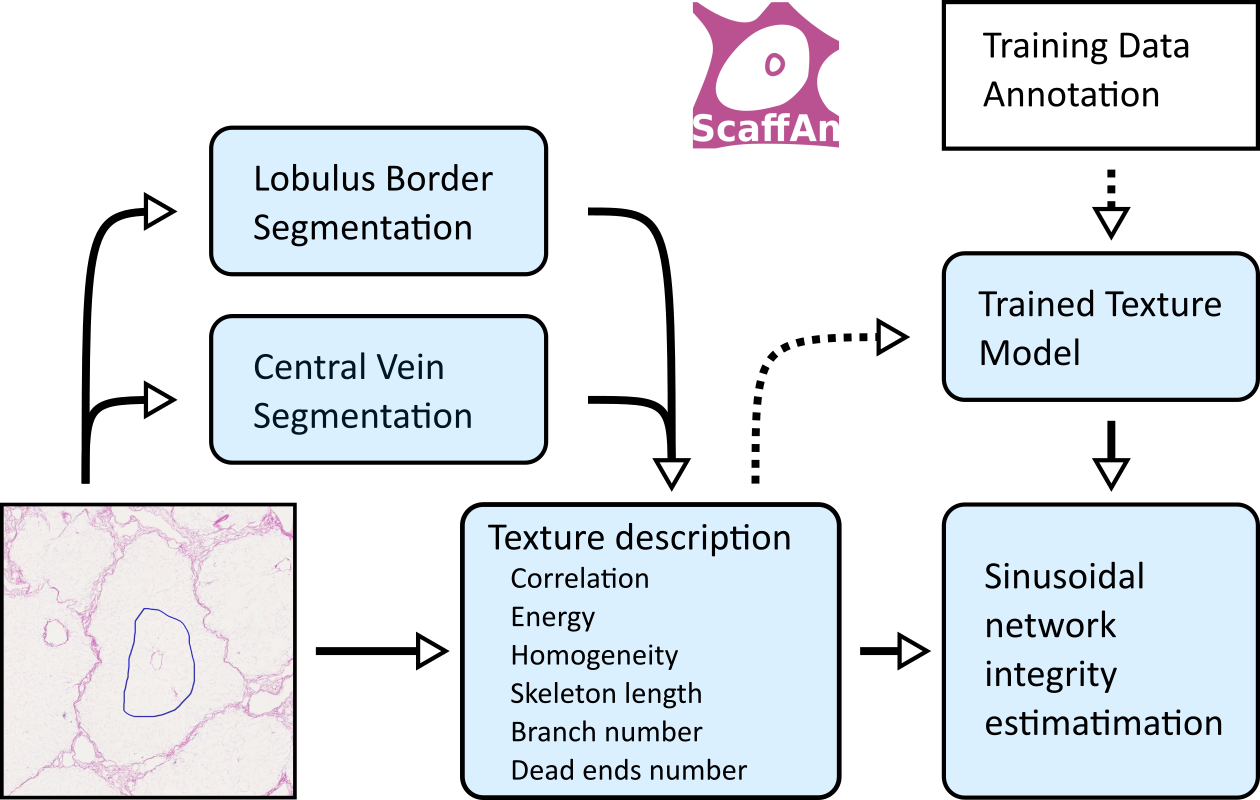 ScaffAn
Training Data
Annotation
Lobulus Border
Segmentation
Central Vein
Segmentation
Trained Texture
Model
Texture description
Correlation
Energy
Homogeneity
Skeleton length
Branch number
Dead ends number
Sinusoidal
network
integrity
estimatimation